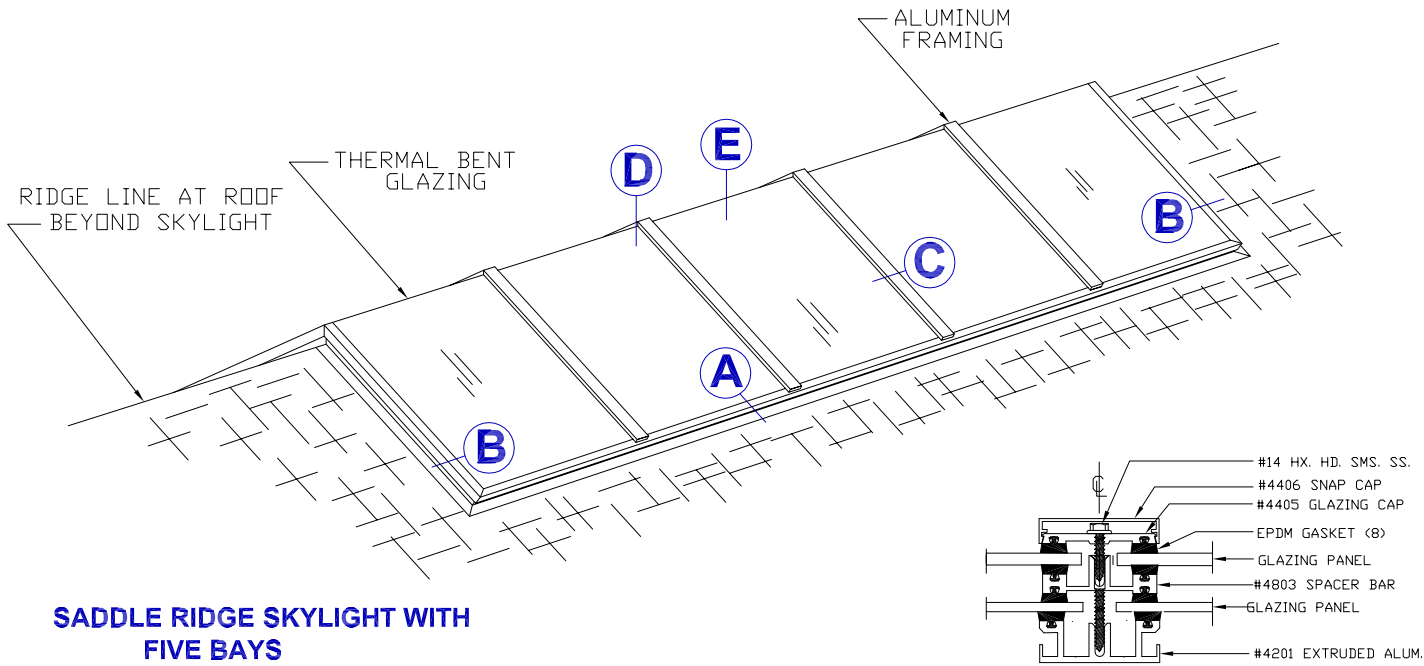 ALUMINUM
FRAMING
THERMAL BENT
GLAZING
RIDGE LINE AT ROOF
BEYOND SKYLIGHT
D
E
B
C
A
B
SADDLE RIDGE SKYLIGHT WITH
FIVE BAYS
℄
#14 HX. HD. SMS. SS.
#4406 SNAP CAP
#4405 GLAZING CAP
EPDM GASKET (8)
GLAZING PANEL
#4803 SPACER BAR
GLAZING PANEL
#4201 EXTRUDED ALUM.